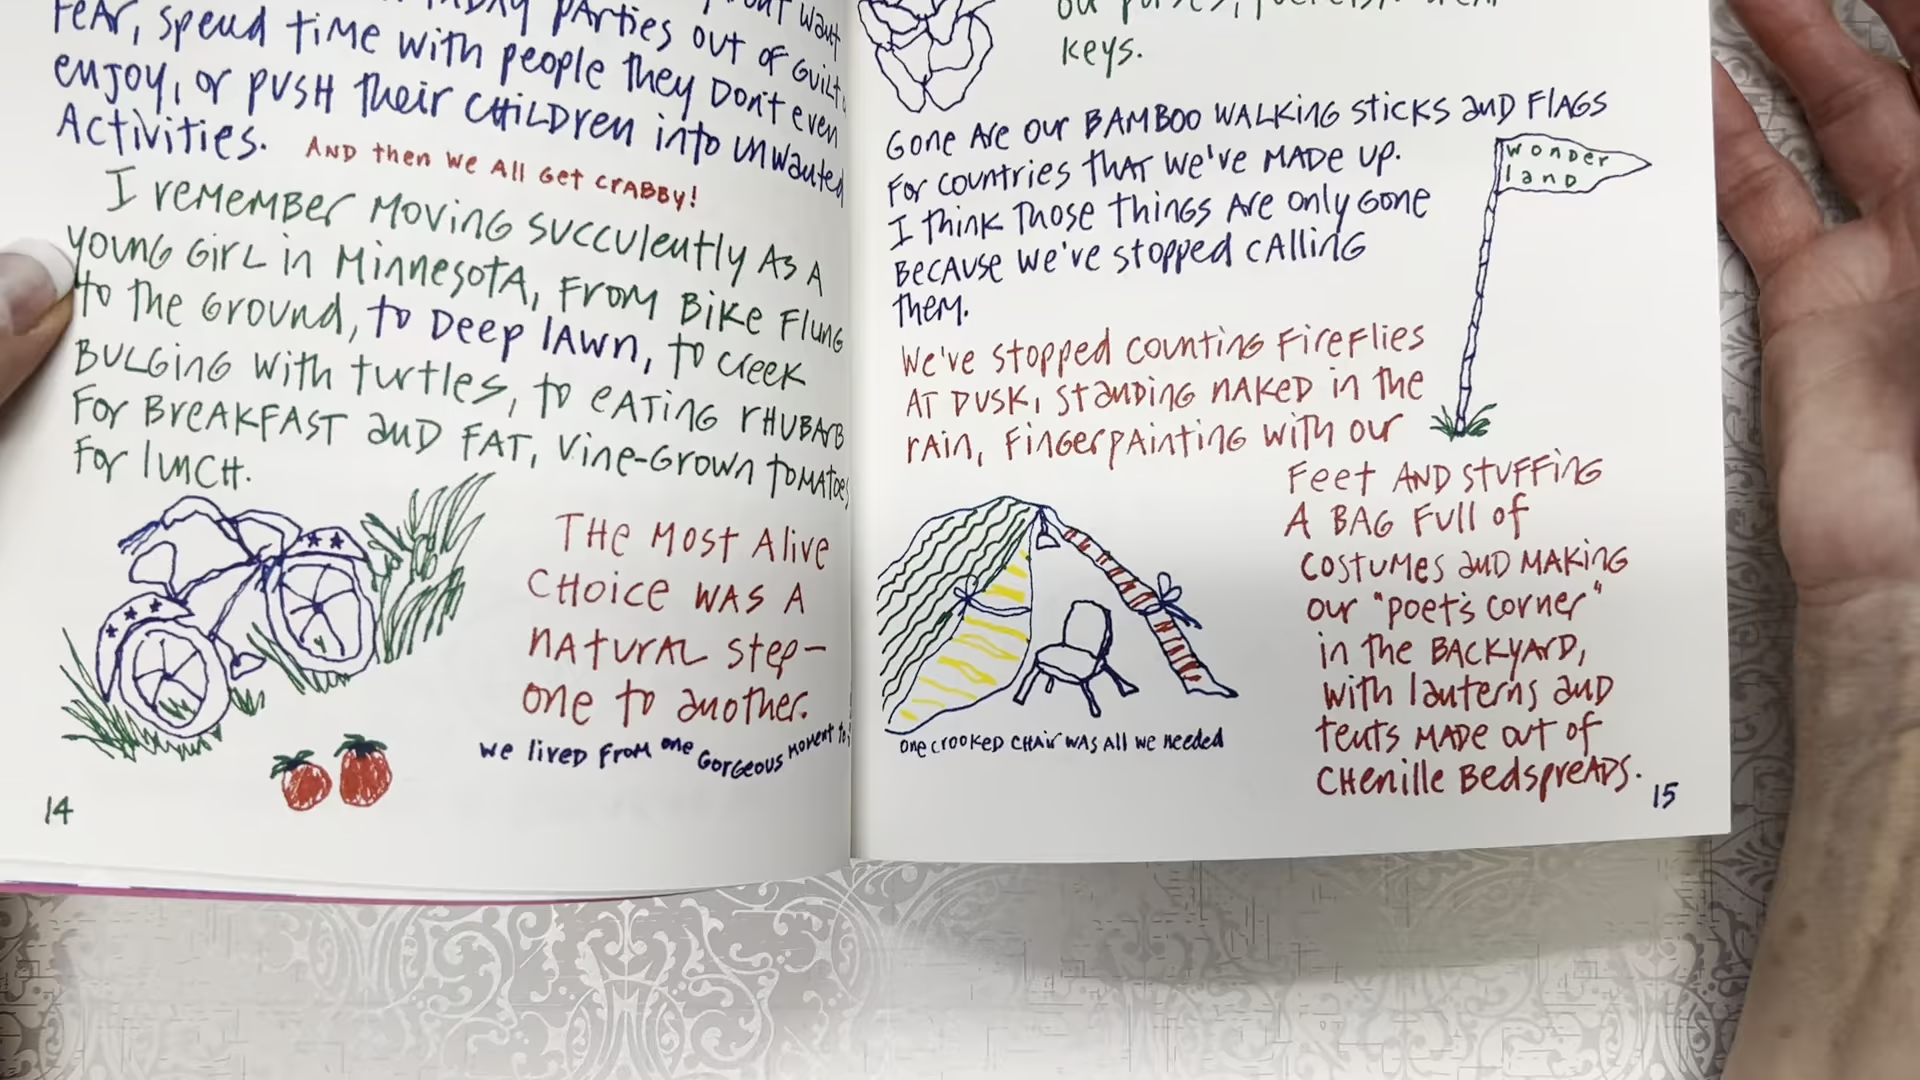 PARTIES OUT OF GUILT
FEAR, SPEND TIME WITH PEOPLE THEY DON'T EVEN
ENJOY, OR PUSH THEIR CHILDREN INTO UNWANTED
ACTIVITIES. AND THEN WE ALL GET CRABBY!
I REMEMBER MOVING SUCCULENTLY AS A
YOUNG GIRL IN MINNESOTA, FROM BIKE FLUNG
TO THE GROUND, TO DEEP LAWN, TO CREEK
BULGING WITH TURTLES, TO EATING RHUBARB
FOR BREAKFAST AND FAT, VINE-GROWN TOMATOES
FOR LUNCH.
THE MOST ALIVE
CHOICE WAS A
NATURAL STEP-
ONE TO ANOTHER.
WE LIVED FROM ONE GORGEOUS MOMENT TO
14
KEYS.
GONE ARE OUR BAMBOO WALKING STICKS AND FLAGS
FOR COUNTRIES THAT WE'VE MADE UP.
I THINK THOSE THINGS ARE ONLY GONE
BECAUSE WE'VE STOPPED CALLING
THEM.
WONDER
LAND
WE'VE STOPPED COUNTING FIREFLIES
AT DUSK, STANDING NAKED IN THE
RAIN, FINGERPAINTING WITH OUR
FEET AND STUFFING
A BAG FULL OF
COSTUMES AND MAKING
OUR "POET'S CORNER"
IN THE BACKYARD,
WITH LANTERNS AND
TENTS MADE OUT OF
CHENILLE BEDSPREADS.
ONE CROOKED CHAIR WAS ALL WE NEEDED
15